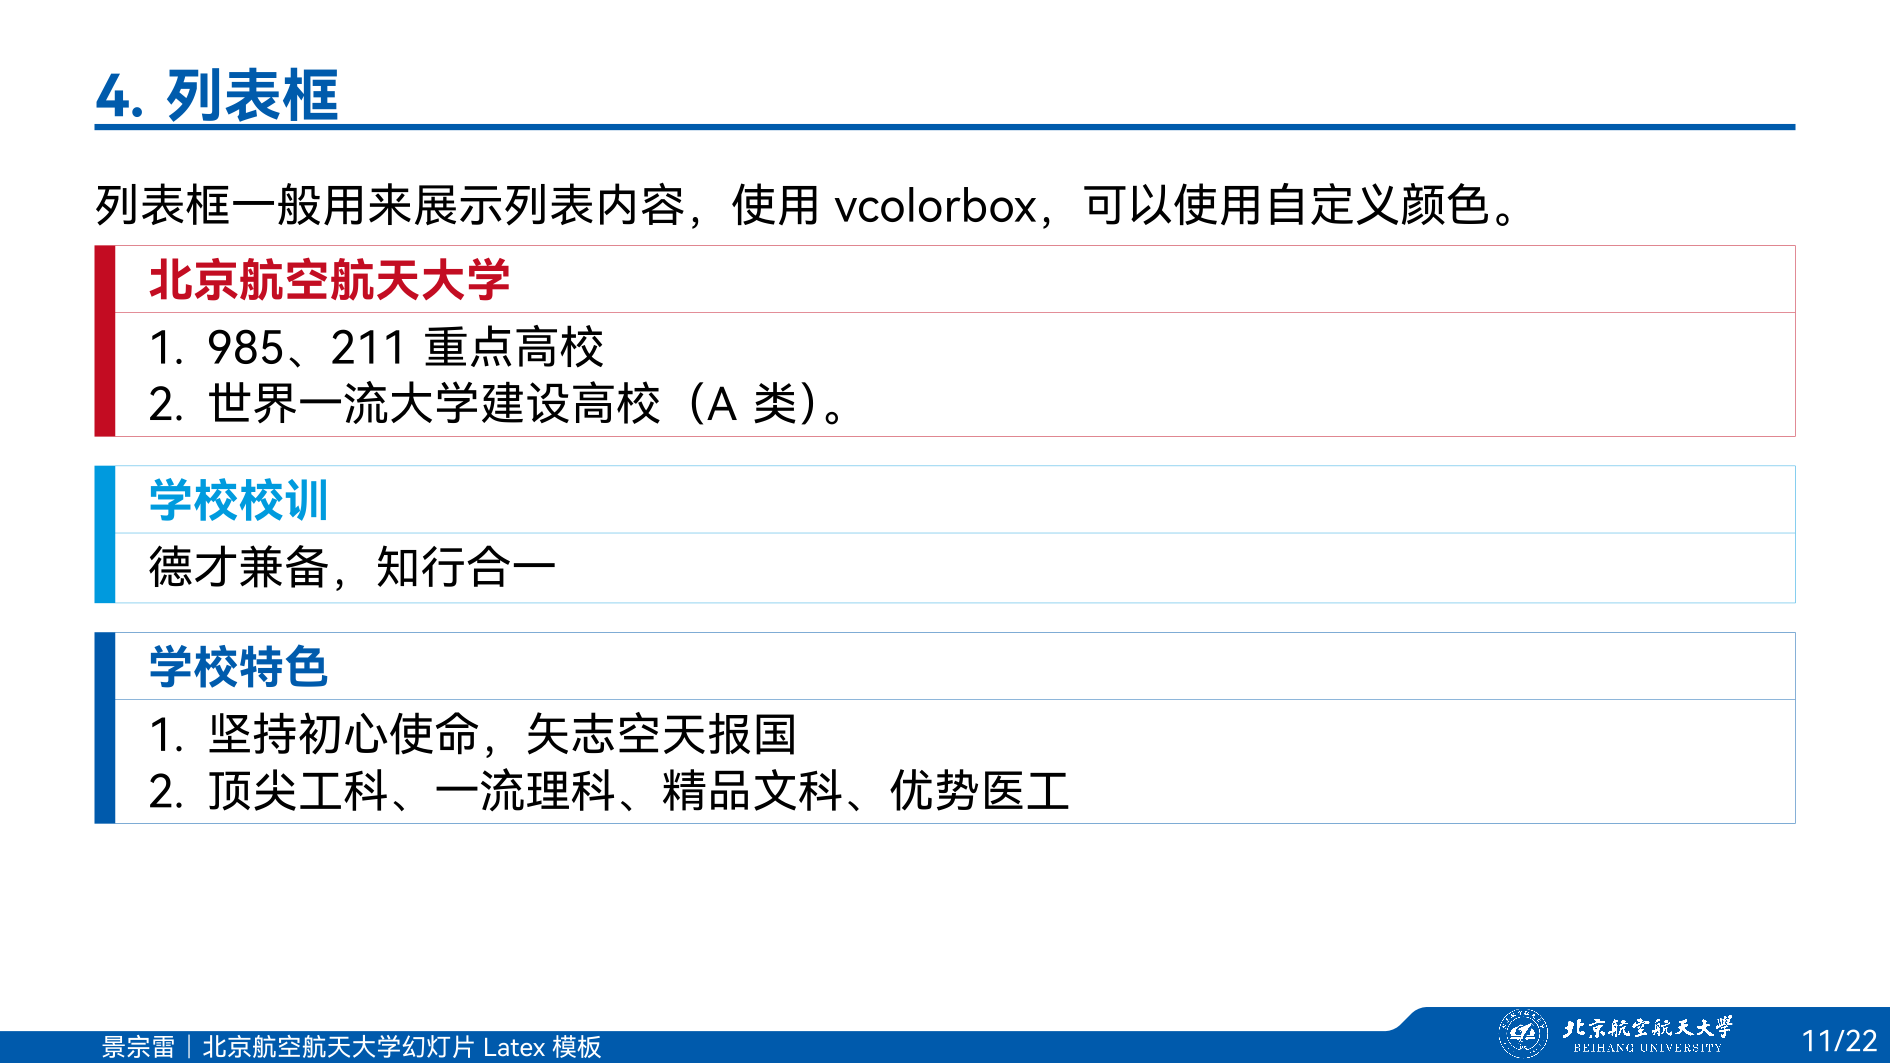 4. 列表框
列表框一般用来展示列表内容，使用 vcolorbox，可以使用自定义颜色。
北京航空航天大学
1. 985、211 重点高校
2. 世界一流大学建设高校（A 类）。
学校校训
德才兼备，知行合一
学校特色
1. 坚持初心使命，矢志空天报国
2. 顶尖工科、一流理科、精品文科、优势医工
景宗雷｜北京航空航天大学幻灯片 Latex 模板
北京航空航天大學
BEIHANG UNIVERSITY
11/22